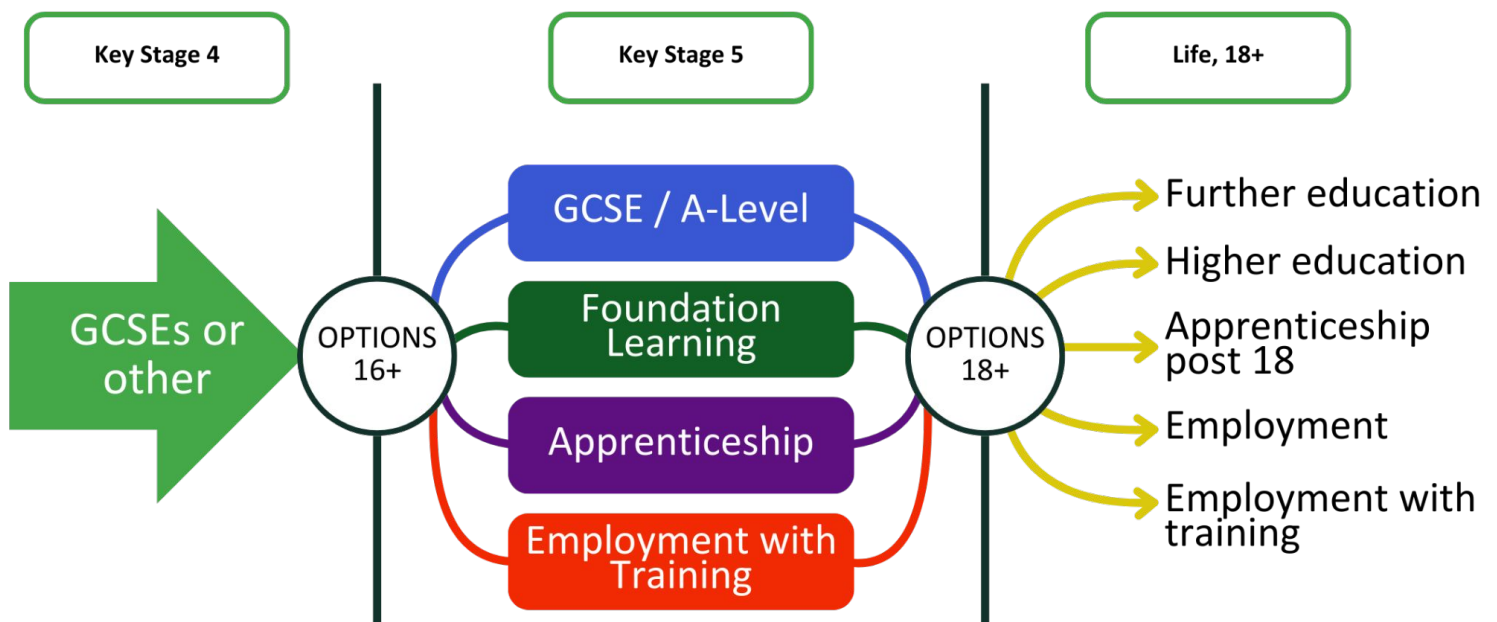 Key Stage 4
Key Stage 5
Life, 18+
GCSEs or
other
OPTIONS
16+
GCSE / A-Level
Foundation
Learning
Apprenticeship
Employment with
Training
OPTIONS
18+
Further education
Higher education
Apprenticeship
post 18
Employment
Employment with
training